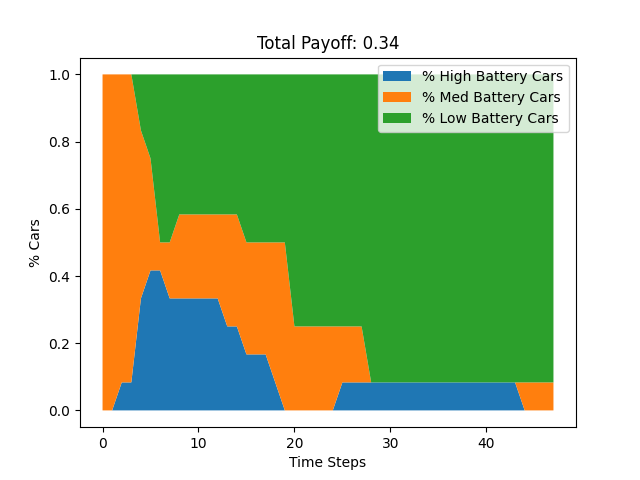 Total Payoff: 0.34
% High Battery Cars
% Med Battery Cars
% Low Battery Cars
1.0
0.8
0.6
0.4
0.2
0.0
% Cars
0
10
20
30
40
Time Steps